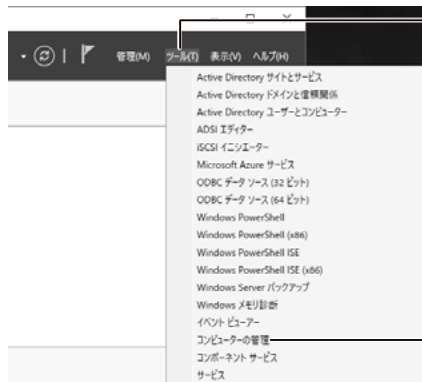 管理(M) ツール(T) 表示(V) ヘルプ(H)
Active Directory サイトとサービス
Active Directory ドメインと信頼関係
Active Directory ユーザーとコンピューター
ADSI エディター
iSCSI イニシエーター
Microsoft Azure サービス
ODBC データ ソース (32 ビット)
ODBC データ ソース (64 ビット)
Windows PowerShell
Windows PowerShell (x86)
Windows PowerShell ISE
Windows PowerShell ISE (x86)
Windows Server バックアップ
Windows メモリ診断
イベント ビューアー
コンピューターの管理
コンポーネント サービス
サービス